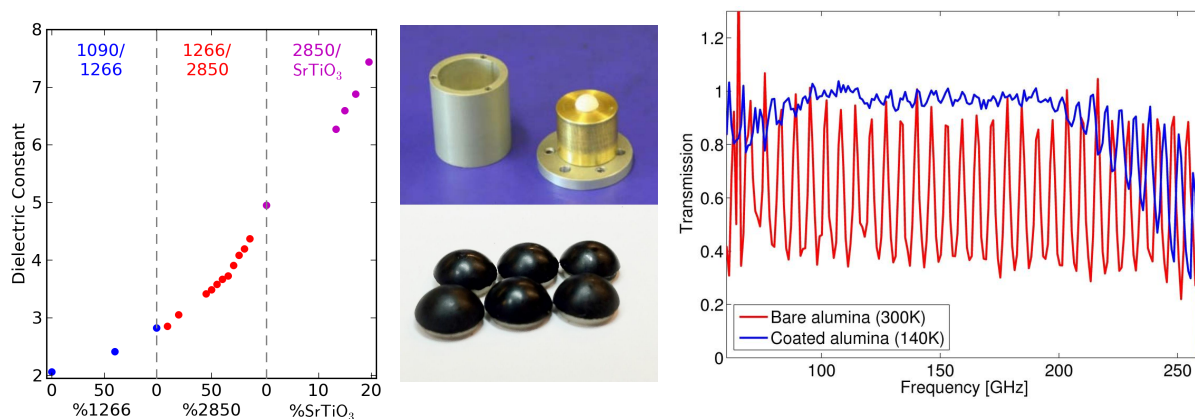 8
7
6
5
4
3
2
Dielectric Constant
1090/
1266
1266/
2850
2850/
SrTiO₃
0 50 0 50 0 10 20
%1266 %2850 %SrTiO₃
1.2
1
0.8
0.6
0.4
0.2
0
Transmission
Bare alumina (300K)
Coated alumina (140K)
100 150 200 250
Frequency [GHz]